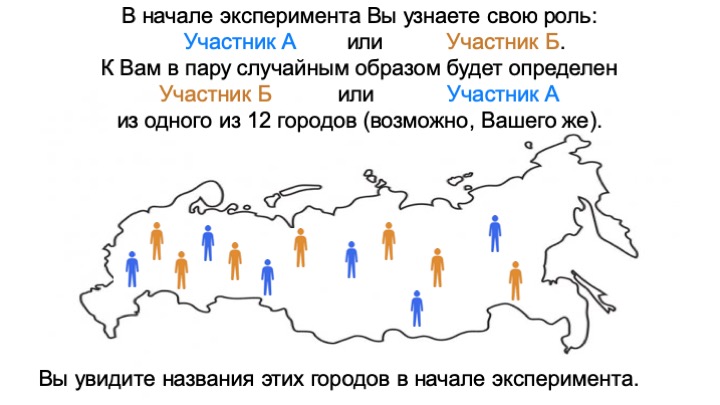 В начале эксперимента Вы узнаете свою роль:
Участник А или Участник Б.
К Вам в пару случайным образом будет определен
Участник Б или Участник А
из одного из 12 городов (возможно, Вашего же).
Вы увидите названия этих городов в начале эксперимента.